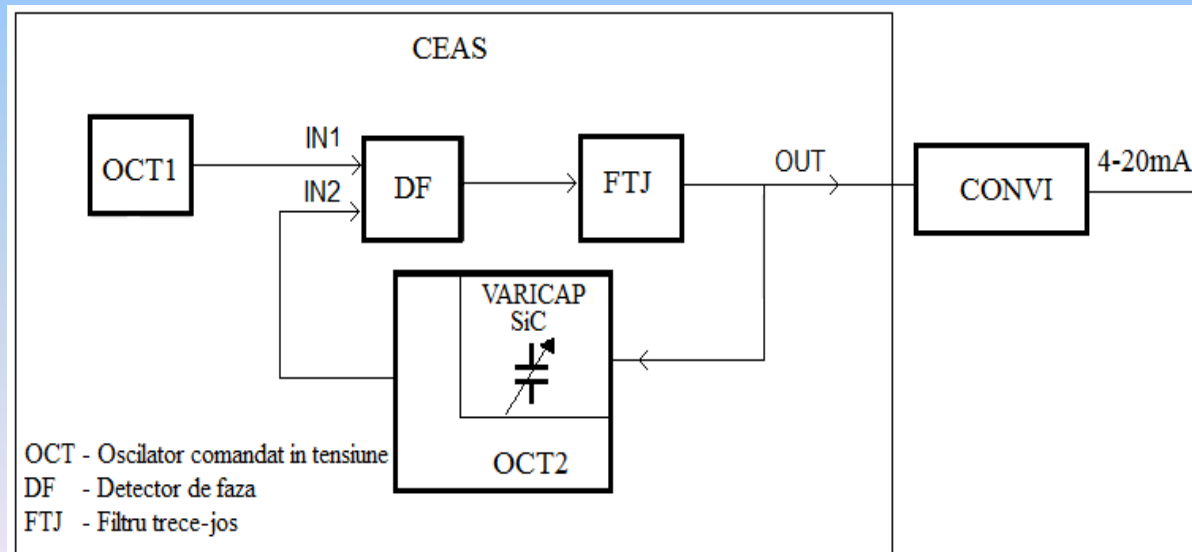 CEAS
OCT1
IN1
IN2
DF
FTJ
OUT
CONVI
4-20mA
VARICAP
SiC
OCT2
OCT - Oscilator comandat in tensiune
DF - Detector de faza
FTJ - Filtru trece-jos